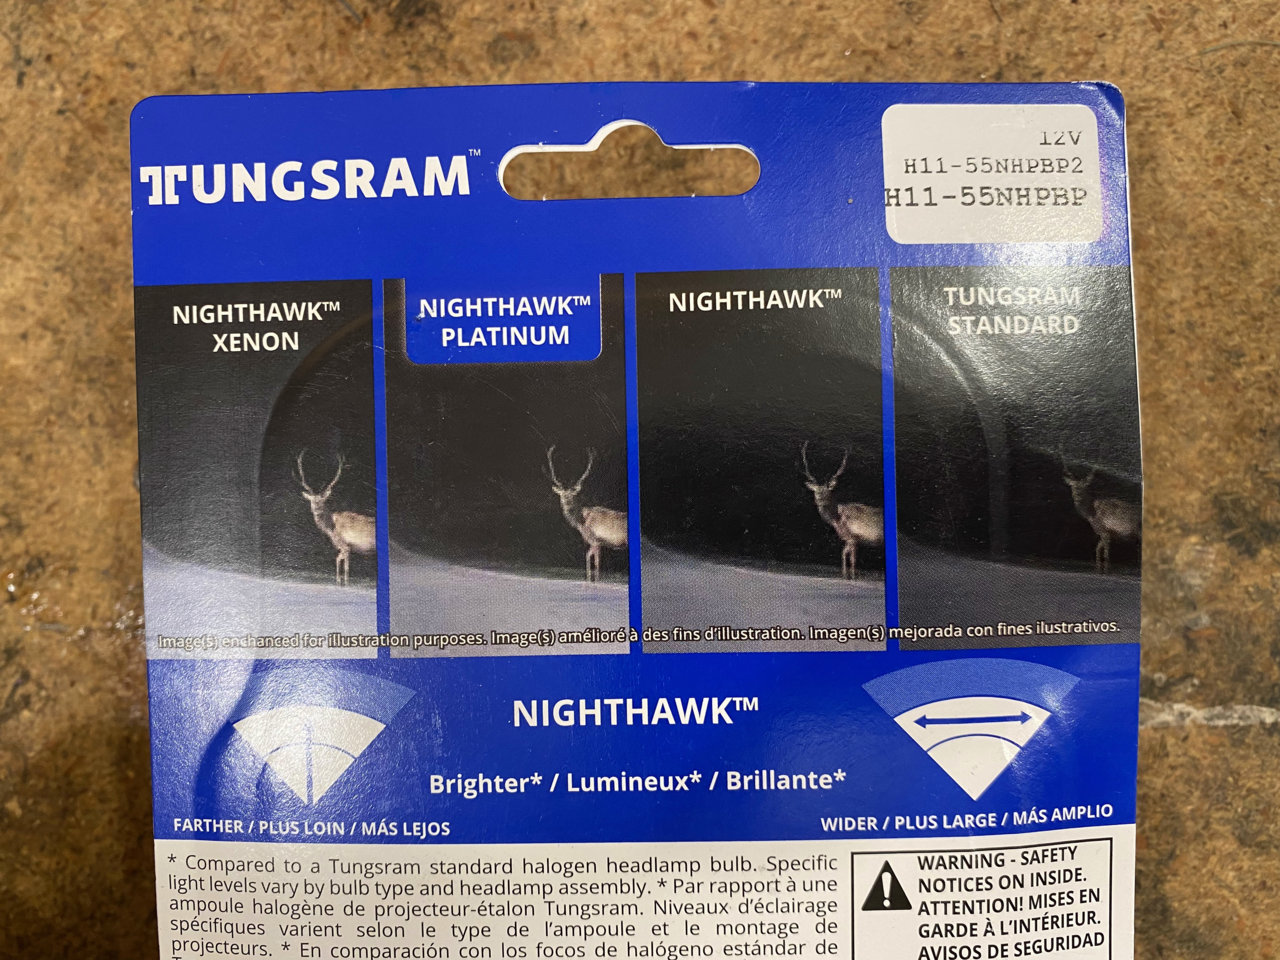 TUNGSRAM™
12V
H11-55NHPBP2
H11-55NHPBP
NIGHTHAWK™
XENON
NIGHTHAWK™
PLATINUM
NIGHTHAWK™
TUNGSRAM
STANDARD
Image(s) enchanced for illustration purposes. Image(s) amélioré à des fins d'illustration. Imagen(s) mejorada con fines ilustrativos.
NIGHTHAWK™
Brighter* / Lumineux* / Brillante*
FARTHER / PLUS LOIN / MÁS LEJOS
WIDER / PLUS LARGE / MÁS AMPLIO
* Compared to a Tungsram standard halogen headlamp bulb. Specific
light levels vary by bulb type and headlamp assembly. * Par rapport à une
ampoule halogène de projecteur-étalon Tungsram. Niveaux d'éclairage
spécifiques varient selon le type de l'ampoule et le montage de
projecteurs. * En comparación con los focos de halógeno estándar de
WARNING - SAFETY
NOTICES ON INSIDE.
ATTENTION! MISES EN
GARDE À L'INTÉRIEUR.
AVISOS DE SEGURIDAD